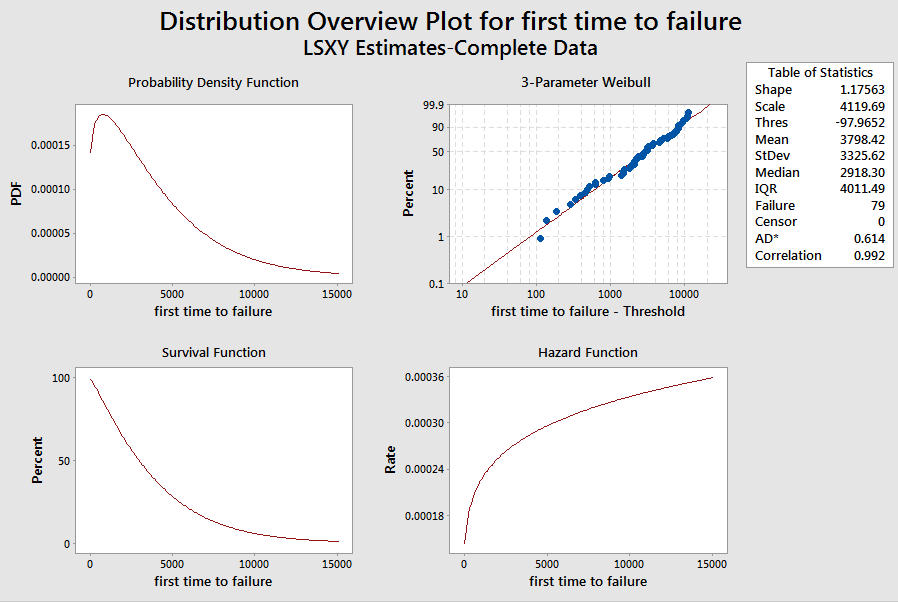 Distribution Overview Plot for first time to failure
LSXY Estimates-Complete Data
Probability Density Function
PDF
0.00015
0.00010
0.00005
0.00000
0 5000 10000 15000
first time to failure
3-Parameter Weibull
Percent
99.9
90
50
10
1
0.1
10 100 1000 10000
first time to failure - Threshold
Table of Statistics
Shape 1.17563
Scale 4119.69
Thres -97.9652
Mean 3798.42
StDev 3325.62
Median 2918.30
IQR 4011.49
Failure 79
Censor 0
AD* 0.614
Correlation 0.992
Survival Function
Percent
100
50
0
0 5000 10000 15000
first time to failure
Hazard Function
Rate
0.00036
0.00030
0.00024
0.00018
0 5000 10000 15000
first time to failure